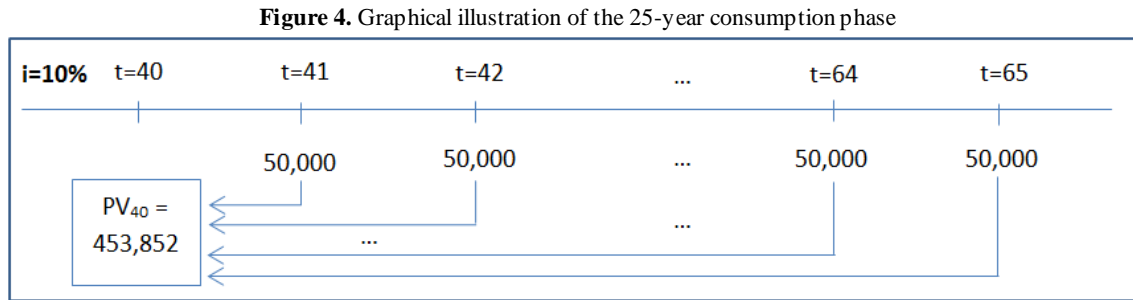 Figure 4. Graphical illustration of the 25-year consumption phase
i=10% t=40 t=41 t=42 ... t=64 t=65
50,000 50,000 ... 50,000 50,000
PV₄₀ =
453,852
... ...